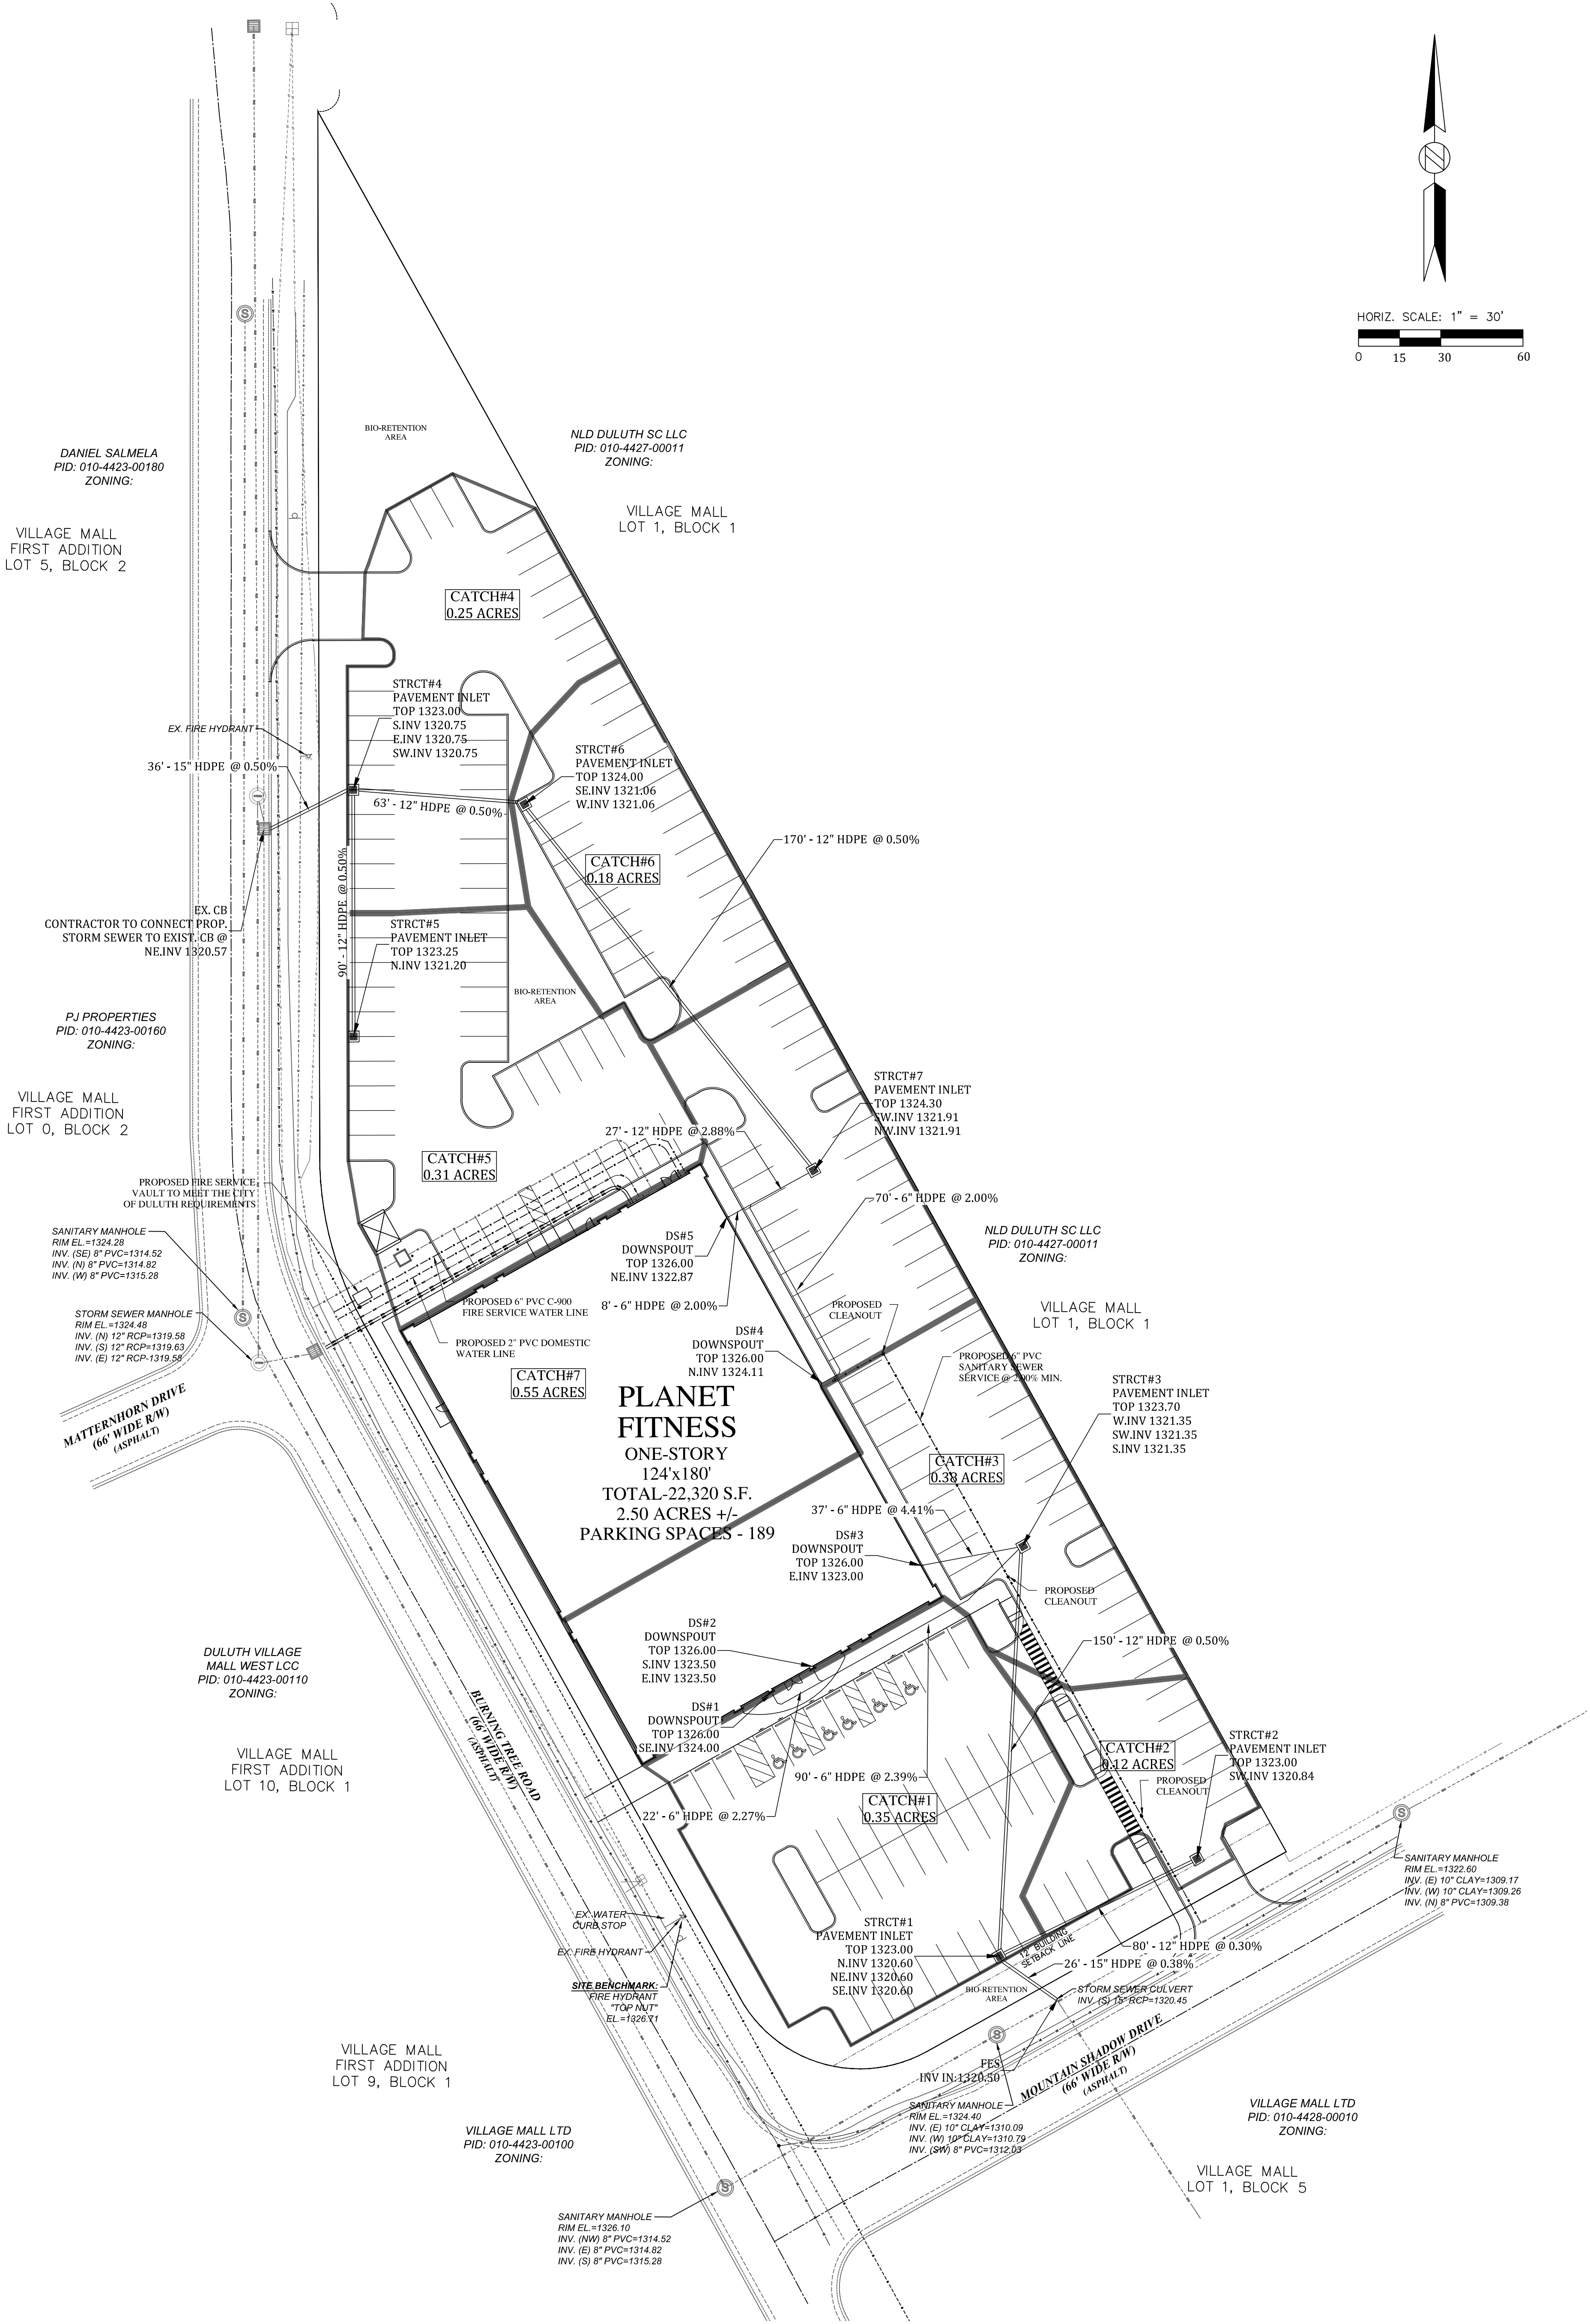 HORIZ. SCALE: 1" = 30'
0 15 30 60
BIO-RETENTION
AREA
NLD DULUTH SC LLC
PID: 010-4427-00011
ZONING:
DANIEL SALMELA
PID: 010-4423-00180
ZONING:
VILLAGE MALL
LOT 1, BLOCK 1
VILLAGE MALL
FIRST ADDITION
LOT 5, BLOCK 2
CATCH#4
0.25 ACRES
STRCT#4
PAVEMENT INLET
TOP 1323.00
S.INV 1320.75
E.INV 1320.75
SW.INV 1320.75
EX. FIRE HYDRANT
36' - 15" HDPE @ 0.50%
STRCT#6
PAVEMENT INLET
TOP 1324.00
SE.INV 1321.06
W.INV 1321.06
63' - 12" HDPE @ 0.50%
170' - 12" HDPE @ 0.50%
CATCH#6
0.18 ACRES
90' - 12" HDPE @ 0.50%
EX. CB
CONTRACTOR TO CONNECT PROP.
STORM SEWER TO EXIST. CB @
NE.INV 1320.57
STRCT#5
PAVEMENT INLET
TOP 1323.25
N.INV 1321.20
BIO-RETENTION
AREA
PJ PROPERTIES
PID: 010-4423-00160
ZONING:
VILLAGE MALL
FIRST ADDITION
LOT 0, BLOCK 2
STRCT#7
PAVEMENT INLET
TOP 1324.30
SW.INV 1321.91
NW.INV 1321.91
27' - 12" HDPE @ 2.88%
CATCH#5
0.31 ACRES
PROPOSED FIRE SERVICE
VAULT TO MEET THE CITY
OF DULUTH REQUIREMENTS
70' - 6" HDPE @ 2.00%
SANITARY MANHOLE
RIM EL.=1324.28
INV. (SE) 8" PVC=1314.52
INV. (N) 8" PVC=1314.82
INV. (W) 8" PVC=1315.28
DS#5
DOWNSPOUT
TOP 1326.00
NE.INV 1322.87
NLD DULUTH SC LLC
PID: 010-4427-00011
ZONING:
8' - 6" HDPE @ 2.00%
PROPOSED
CLEANOUT
PROPOSED 6" PVC C-900
FIRE SERVICE WATER LINE
STORM SEWER MANHOLE
RIM EL.=1324.48
INV. (N) 12" RCP=1319.58
INV. (S) 12" RCP=1319.63
INV. (E) 12" RCP-1319.58
VILLAGE MALL
LOT 1, BLOCK 1
PROPOSED 2" PVC DOMESTIC
WATER LINE
DS#4
DOWNSPOUT
TOP 1326.00
N.INV 1324.11
PROPOSED 6" PVC
SANITARY SEWER
SERVICE @ 2.00% MIN.
CATCH#7
0.55 ACRES
STRCT#3
PAVEMENT INLET
TOP 1323.70
W.INV 1321.35
SW.INV 1321.35
S.INV 1321.35
MATTERNHORN DRIVE
(66' WIDE R/W)
(ASPHALT)
PLANET
FITNESS
ONE-STORY
124'x180'
TOTAL-22,320 S.F.
2.50 ACRES +/-
PARKING SPACES - 189
CATCH#3
0.38 ACRES
37' - 6" HDPE @ 4.41%
DS#3
DOWNSPOUT
TOP 1326.00
E.INV 1323.00
PROPOSED
CLEANOUT
DS#2
DOWNSPOUT
TOP 1326.00
S.INV 1323.50
E.INV 1323.50
150' - 12" HDPE @ 0.50%
DULUTH VILLAGE
MALL WEST LCC
PID: 010-4423-00110
ZONING:
BURNING TREE ROAD
(66' WIDE R/W)
(ASPHALT)
DS#1
DOWNSPOUT
TOP 1326.00
SE.INV 1324.00
STRCT#2
PAVEMENT INLET
TOP 1323.00
SW.INV 1320.84
CATCH#2
0.12 ACRES
VILLAGE MALL
FIRST ADDITION
LOT 10, BLOCK 1
90' - 6" HDPE @ 2.39%
PROPOSED
CLEANOUT
CATCH#1
0.35 ACRES
22' - 6" HDPE @ 2.27%
SANITARY MANHOLE
RIM EL.=1322.60
INV. (E) 10" CLAY=1309.17
INV. (W) 10" CLAY=1309.26
INV. (N) 8" PVC=1309.38
EX. WATER
CURB STOP
EX. FIRE HYDRANT
STRCT#1
PAVEMENT INLET
TOP 1323.00
N.INV 1320.60
NE.INV 1320.60
SE.INV 1320.60
12' BUILDING
SETBACK LINE
80' - 12" HDPE @ 0.30%
26' - 15" HDPE @ 0.38%
SITE BENCHMARK:
FIRE HYDRANT
"TOP NUT"
EL.=1326.71
BIO-RETENTION
AREA
STORM SEWER CULVERT
INV. (S) 15" RCP=1320.45
VILLAGE MALL
FIRST ADDITION
LOT 9, BLOCK 1
FES
INV IN:1320.50
MOUNTAIN SHADOW DRIVE
(66' WIDE R/W)
(ASPHALT)
SANITARY MANHOLE
RIM EL.=1324.40
INV. (E) 10" CLAY=1310.09
INV. (W) 10" CLAY=1310.79
INV. (SW) 8" PVC=1312.03
VILLAGE MALL LTD
PID: 010-4428-00010
ZONING:
VILLAGE MALL LTD
PID: 010-4423-00100
ZONING:
VILLAGE MALL
LOT 1, BLOCK 5
SANITARY MANHOLE
RIM EL.=1326.10
INV. (NW) 8" PVC=1314.52
INV. (E) 8" PVC=1314.82
INV. (S) 8" PVC=1315.28